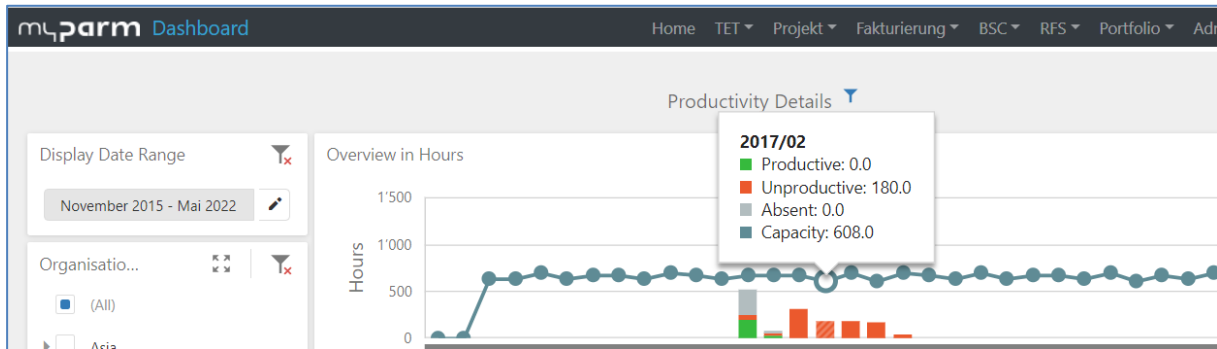 myparm Dashboard Home TET Projekt Fakturierung BSC RFS Portfolio
Productivity Details
Display Date Range
November 2015 - Mai 2022
Organisatio...
(All)
Asia
Overview in Hours
2017/02
Productive: 0.0
Unproductive: 180.0
Absent: 0.0
Capacity: 608.0
Hours
1'500
1'000
500
0